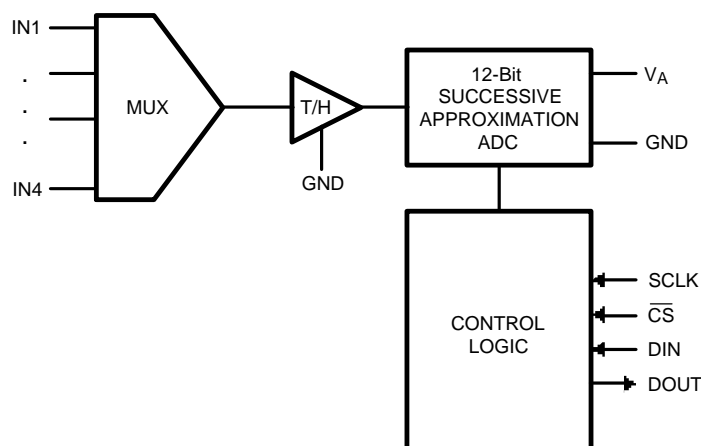 IN1
.
.
.
IN4
MUX
T/H
GND
12-Bit
SUCCESSIVE
APPROXIMATION
ADC
VA
GND
CONTROL
LOGIC
SCLK
CS
DIN
DOUT